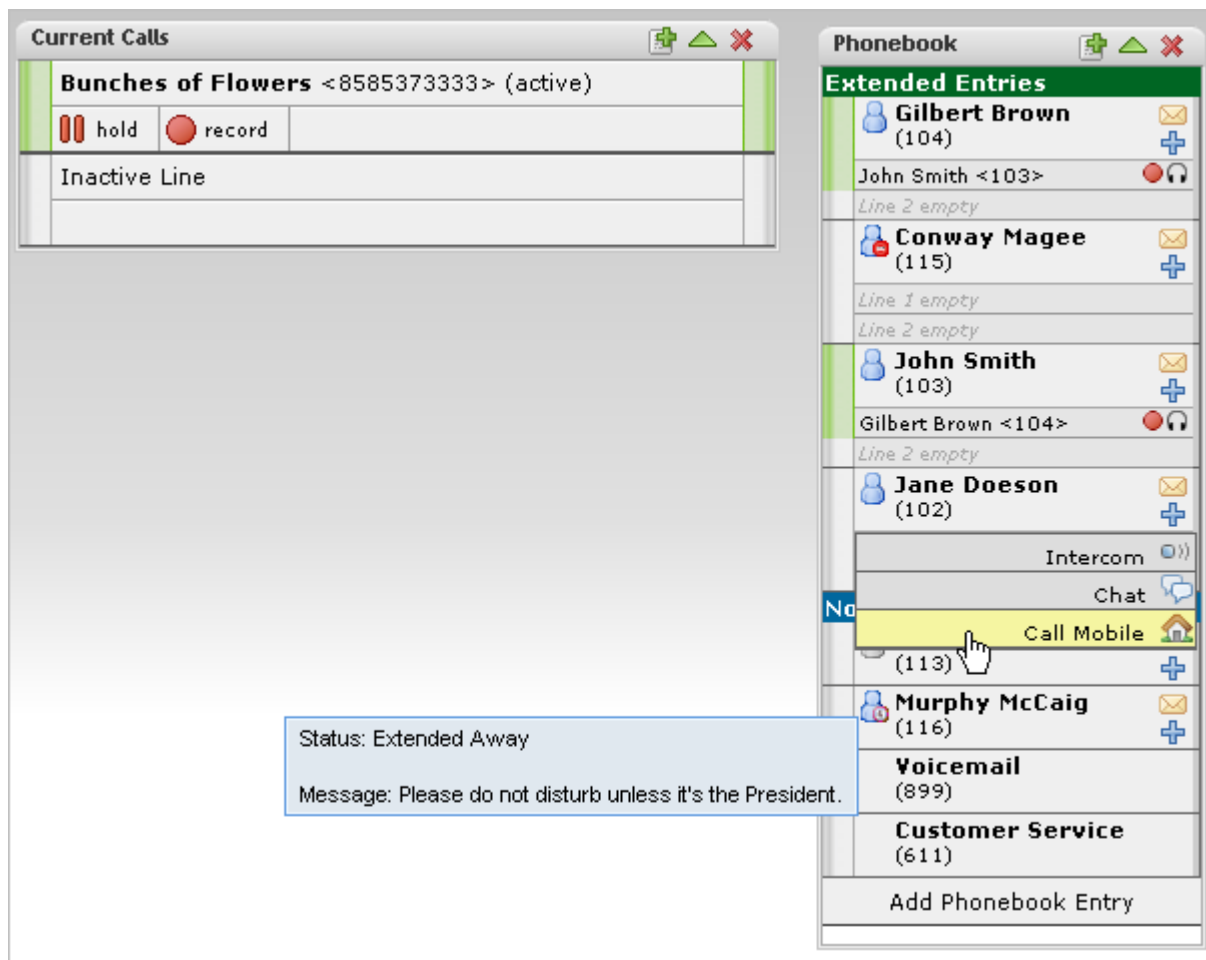 Current Calls
Bunches of Flowers <8585373333> (active)
hold record
Inactive Line
Phonebook
Extended Entries
Gilbert Brown
(104)
John Smith <103>
Line 2 empty
Conway Magee
(115)
Line 1 empty
Line 2 empty
John Smith
(103)
Gilbert Brown <104>
Line 2 empty
Jane Doeson
(102)
Intercom
Chat
No
Call Mobile
(113)
Murphy McCaig
(116)
Voicemail
(899)
Customer Service
(611)
Add Phonebook Entry
Status: Extended Away
Message: Please do not disturb unless it's the President.